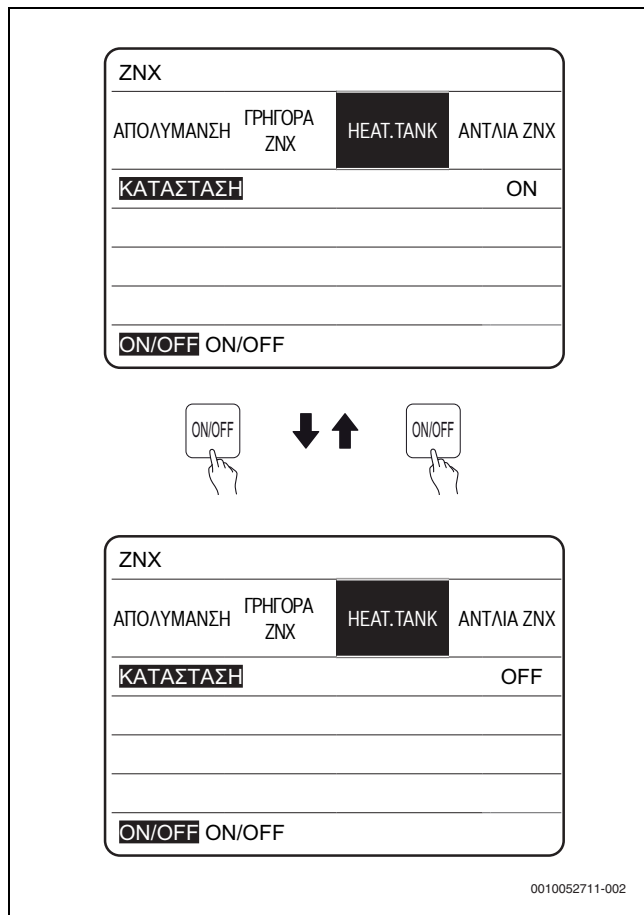 ΖΝΧ
ΑΠΟΛΥΜΑΝΣΗ ΓΡΗΓΟΡΑ ΖΝΧ HEAT.TANK ΑΝΤΛΙΑ ΖΝΧ
ΚΑΤΑΣΤΑΣΗ ON
ON/OFF ON/OFF
ON/OFF ON/OFF
ΖΝΧ
ΑΠΟΛΥΜΑΝΣΗ ΓΡΗΓΟΡΑ ΖΝΧ HEAT.TANK ΑΝΤΛΙΑ ΖΝΧ
ΚΑΤΑΣΤΑΣΗ OFF
ON/OFF ON/OFF
0010052711-002